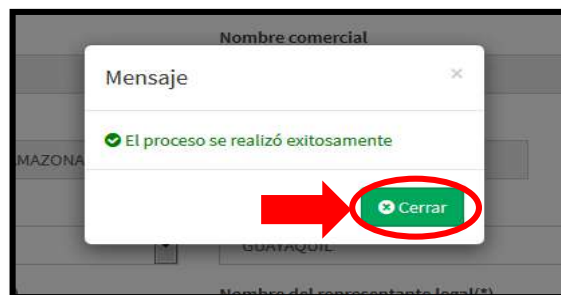 Nombre comercial
Mensaje ×
El proceso se realizó exitosamente
MAZONA
Cerrar
GUAYAQUIL
Nombre del representante legal(*)